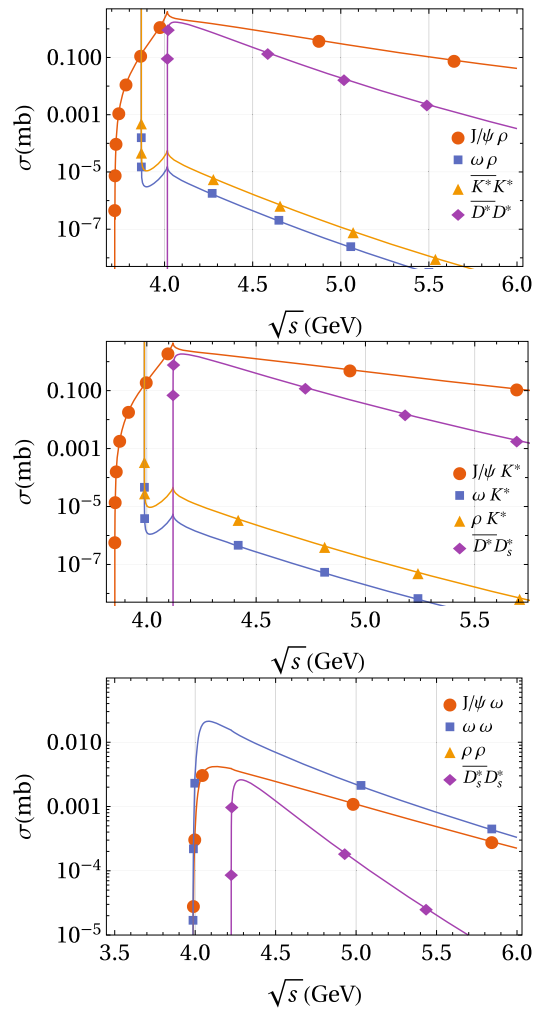 σ(mb)
0.100
0.001
10⁻⁵
10⁻⁷
J/ψ ρ
ω ρ
K̅*̅K*
D̅*̅D*
4.0 4.5 5.0 5.5 6.0
√s (GeV)
σ(mb)
0.100
0.001
10⁻⁵
10⁻⁷
J/ψ K*
ω K*
ρ K*
D̅*̅Dₛ*
4.0 4.5 5.0 5.5
√s (GeV)
σ(mb)
0.010
0.001
10⁻⁴
10⁻⁵
J/ψ ω
ω ω
ρ ρ
D̅ₛ*̅Dₛ*
3.5 4.0 4.5 5.0 5.5 6.0
√s (GeV)